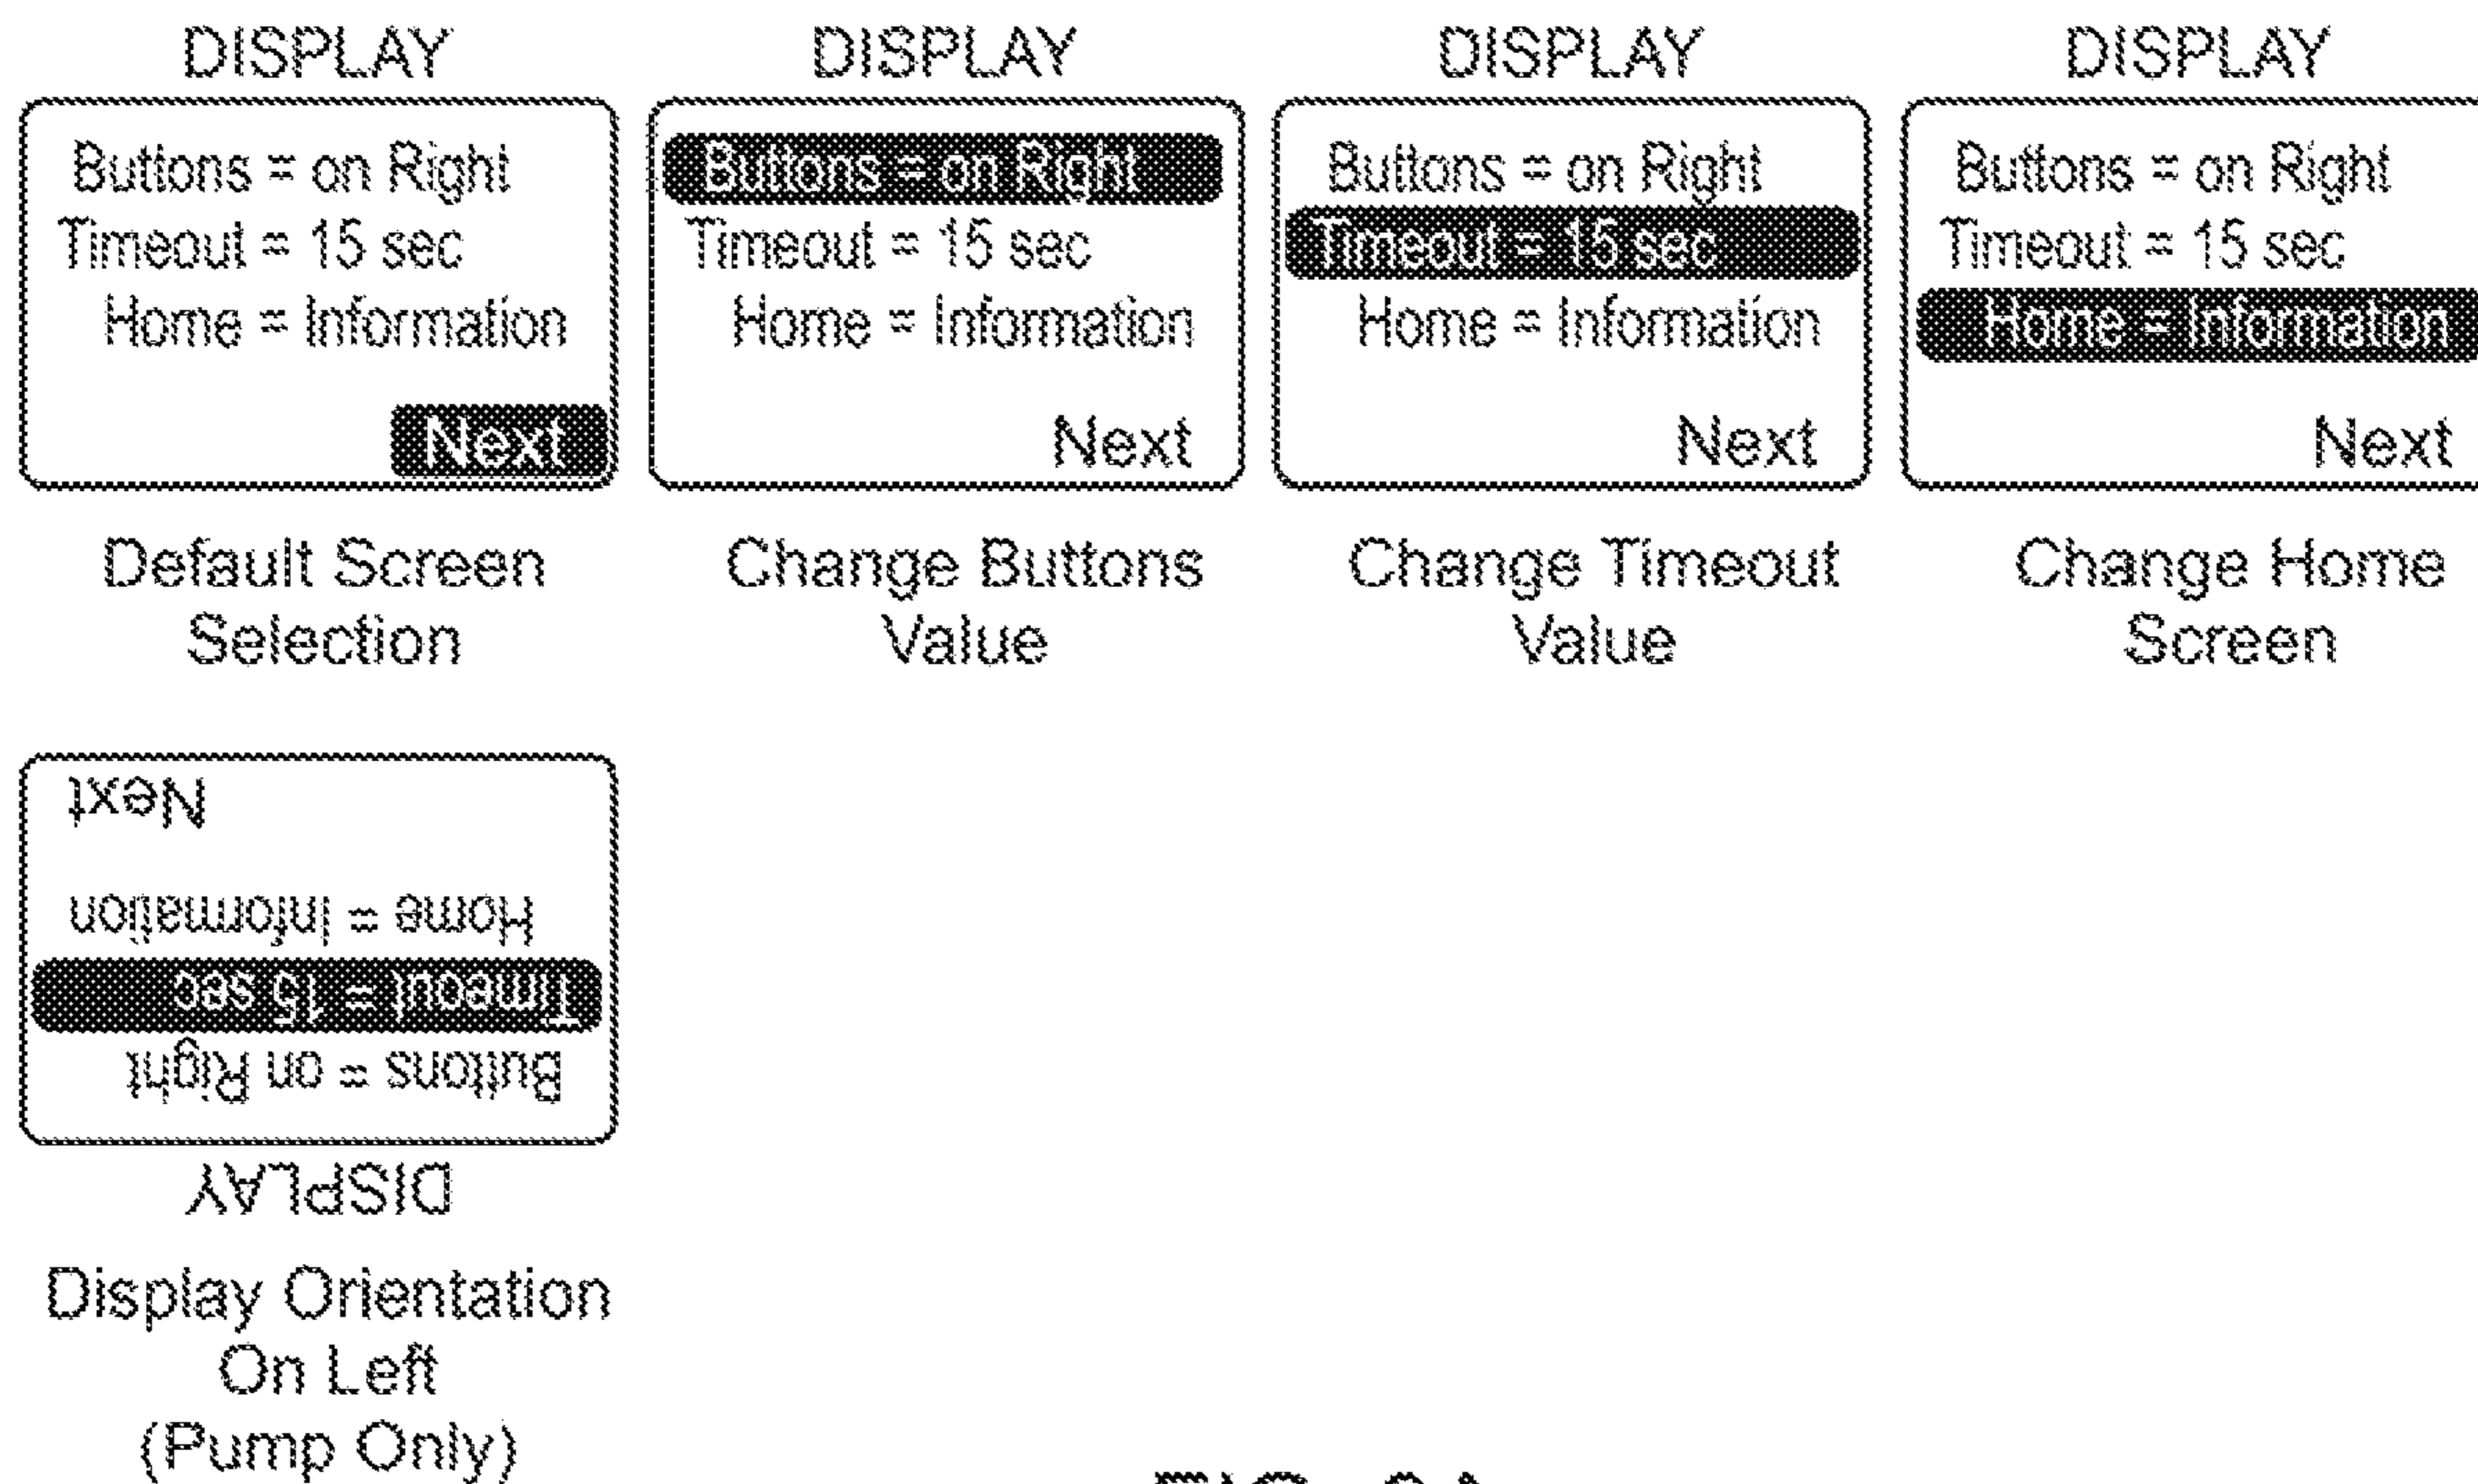 DISPLAY
Buttons = on Right
Timeout = 15 sec
Home = Information
Next
Default Screen
Selection
DISPLAY
Buttons = on Right
Timeout = 15 sec
Home = Information
Next
Change Buttons
Value
DISPLAY
Buttons = on Right
Timeout = 15 sec
Home = Information
Next
Change Timeout
Value
DISPLAY
Buttons = on Right
Timeout = 15 sec
Home = Information
Next
Change Home
Screen
DISPLAY
Buttons = on Right
Timeout = 15 sec
Home = Information
Next
Display Orientation
On Left
(Pump Only)